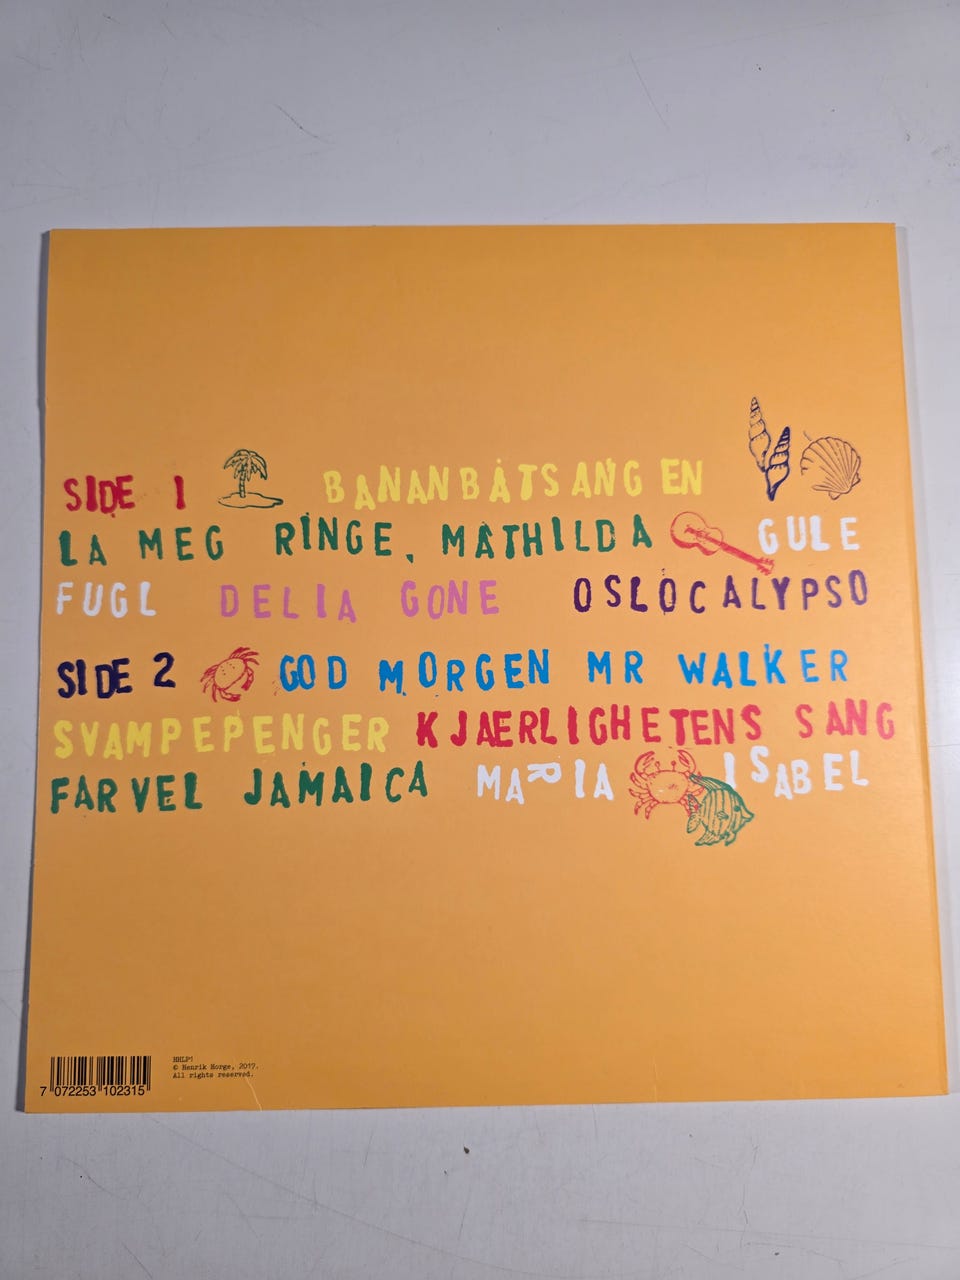 SIDE 1 BANANBÅTSANGEN
LA MEG RINGE, MATHILDA GULE
FUGL DELIA GONE OSLOCALYPSO
SIDE 2 GOD MORGEN MR WALKER
SVAMPEPENGER KJAERLIGHETENS SANG
FARVEL JAMAICA MARIA ISABEL
HHLP1
© Henrik Horge, 2017.
All rights reserved.
7 072253 102315